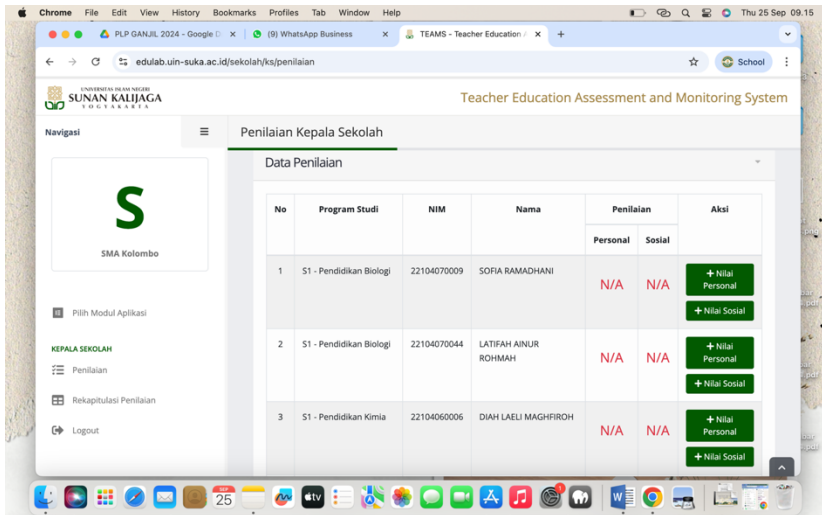 Chrome File Edit View History Bookmarks Profiles Tab Window Help Thu 25 Sep 09.15
PLP GANJIL 2024 - Google D (9) WhatsApp Business TEAMS - Teacher Education A
edulab.uin-suka.ac.id/sekolah/ks/penilaian School
UNIVERSITAS ISLAM NEGERI
SUNAN KALIJAGA
YOGYAKARTA
Teacher Education Assessment and Monitoring System
Navigasi
Penilaian Kepala Sekolah
S
SMA Kolombo
Pilih Modul Aplikasi
KEPALA SEKOLAH
Penilaian
Rekapitulasi Penilaian
Logout
Data Penilaian
No Program Studi NIM Nama Penilaian Aksi
Personal Sosial
1 S1 - Pendidikan Biologi 22104070009 SOFIA RAMADHANI N/A N/A + Nilai Personal
+ Nilai Sosial
2 S1 - Pendidikan Biologi 22104070044 LATIFAH AINUR ROHMAH N/A N/A + Nilai Personal
+ Nilai Sosial
3 S1 - Pendidikan Kimia 22104060006 DIAH LAELI MAGHFIROH N/A N/A + Nilai Personal
+ Nilai Sosial
SEP
25
tv